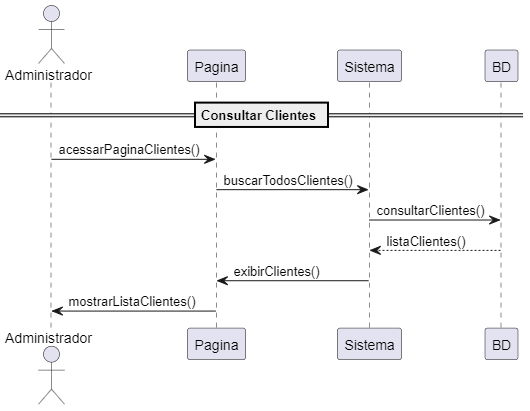 Administrador
Pagina
Sistema
BD
Consultar Clientes
acessarPaginaClientes()
buscarTodosClientes()
consultarClientes()
listaClientes()
exibirClientes()
mostrarListaClientes()
Administrador
Pagina
Sistema
BD